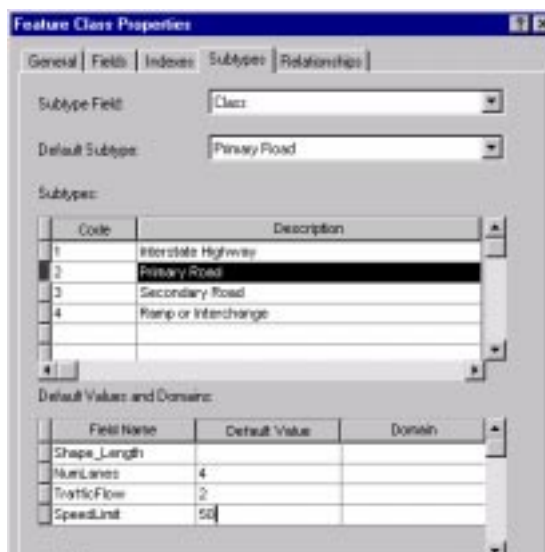 Feature Class Properties
General Fields Indexes Subtypes Relationships
Subtype Field: Class
Default Subtype: Primary Road
Subtypes:
Code Description
1 Interstate Highway
2 Primary Road
3 Secondary Road
4 Ramp or Interchange
Default Values and Domains:
Field Name Default Value Domain
Shape_Length
NumLanes 4
TrafficFlow 2
SpeedLimit 50